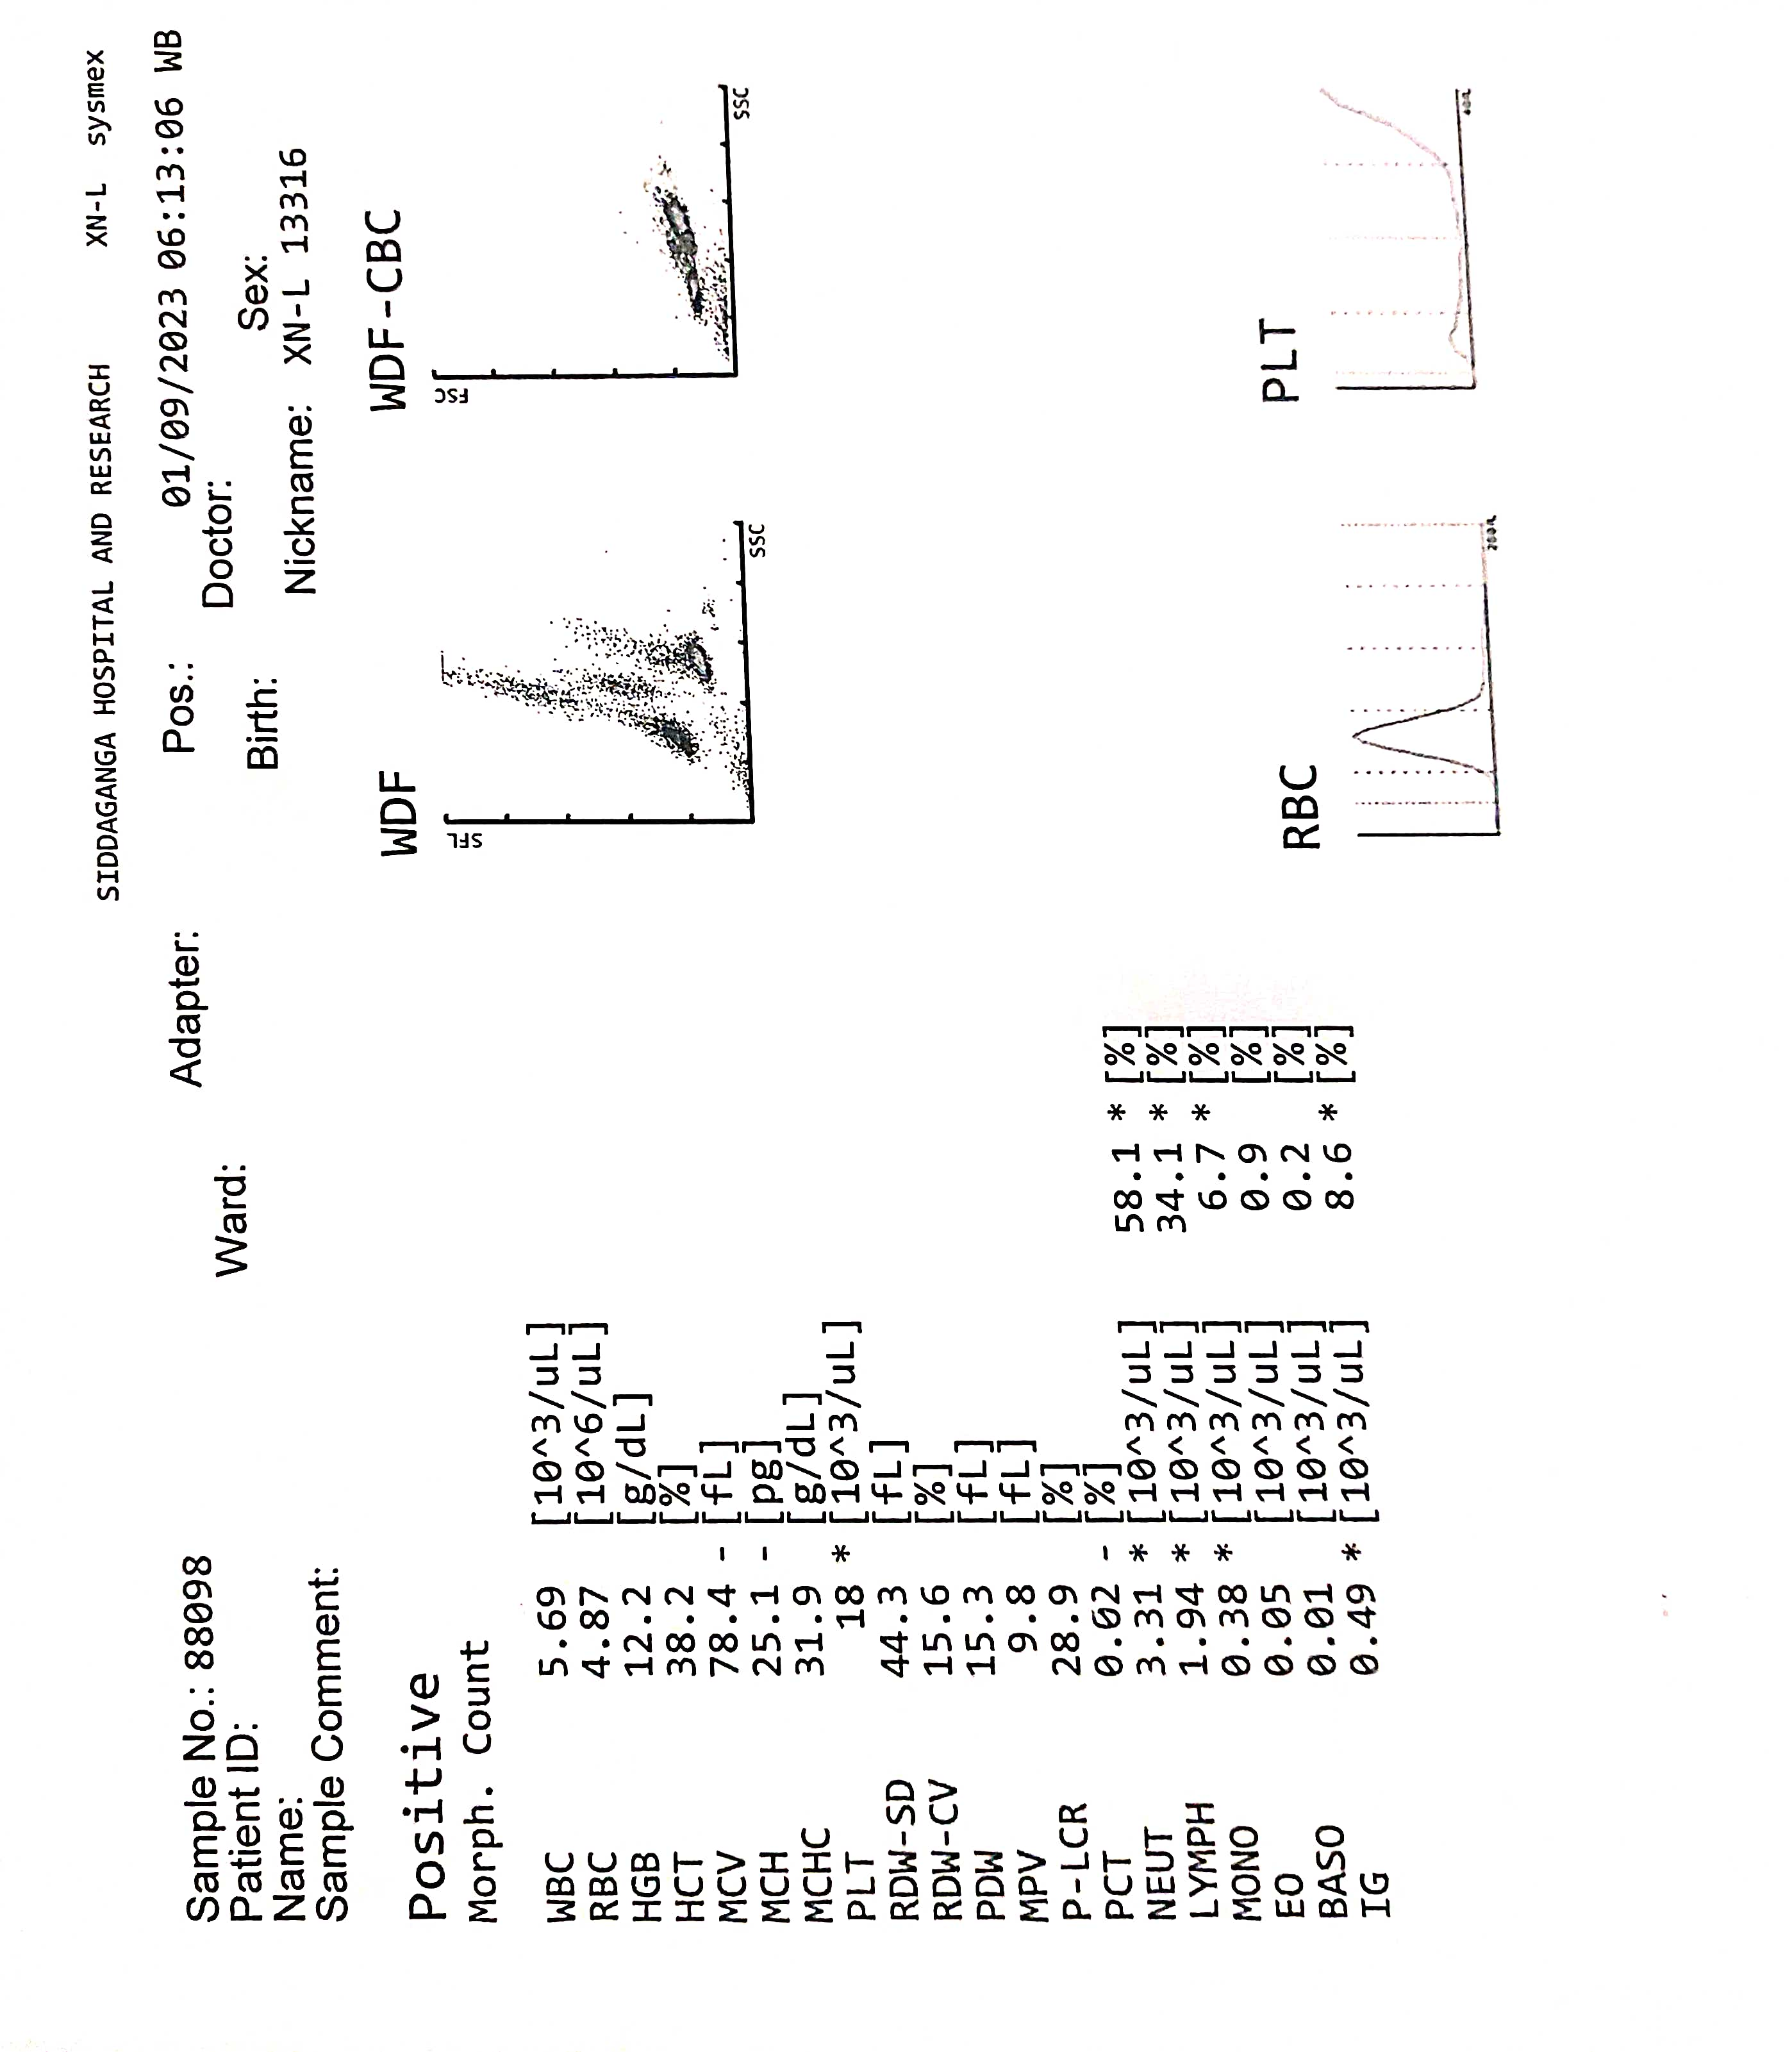 SIDDAGANGA HOSPITAL AND RESEARCH XN-L sysmex
Sample No.: 88098 Adapter: Pos.: 01/09/2023 06:13:06 WB
Patient ID: Ward: Doctor:
Name: Birth: Sex:
Sample Comment: Nickname: XN-L 13316
Positive
Morph. Count
WDF
SFL
SSC
WDF-CBC
FSC
SSC
WBC 5.69 [10^3/uL]
RBC 4.87 [10^6/uL]
HGB 12.2 [g/dL]
HCT 38.2 [%]
MCV 78.4 - [fL]
MCH 25.1 - [pg]
MCHC 31.9 [g/dL]
PLT 18 * [10^3/uL]
RDW-SD 44.3 [fL]
RDW-CV 15.6 [%]
PDW 15.3 [fL]
MPV 9.8 [fL]
P-LCR 28.9 [%]
PCT 0.02 - [%]
NEUT 3.31 * [10^3/uL] 58.1 * [%]
LYMPH 1.94 * [10^3/uL] 34.1 * [%]
MONO 0.38 * [10^3/uL] 6.7 * [%]
EO 0.05 [10^3/uL] 0.9 [%]
BASO 0.01 [10^3/uL] 0.2 [%]
IG 0.49 * [10^3/uL] 8.6 * [%]
RBC
PLT